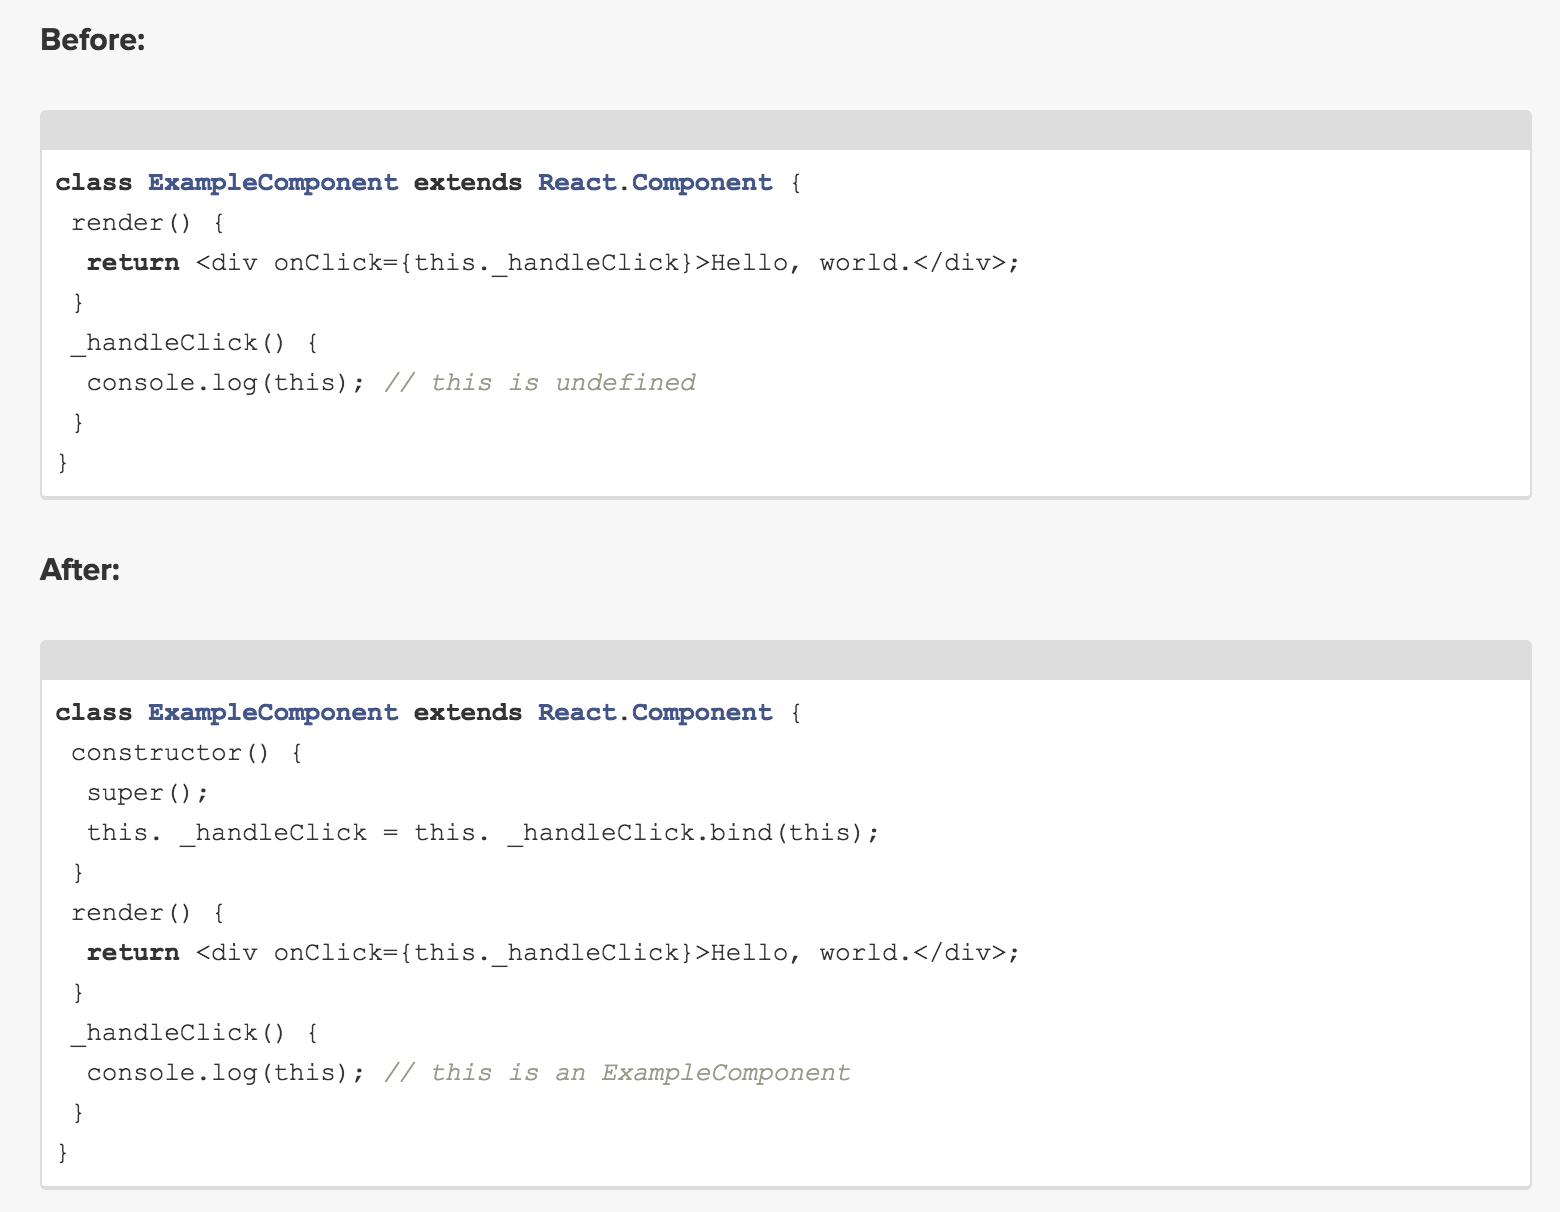 Before:
class ExampleComponent extends React.Component {
 render() {
  return <div onClick={this._handleClick}>Hello, world.</div>;
 }
 _handleClick() {
  console.log(this); // this is undefined
 }
}
After:
class ExampleComponent extends React.Component {
 constructor() {
  super();
  this. _handleClick = this. _handleClick.bind(this);
 }
 render() {
  return <div onClick={this._handleClick}>Hello, world.</div>;
 }
 _handleClick() {
  console.log(this); // this is an ExampleComponent
 }
}